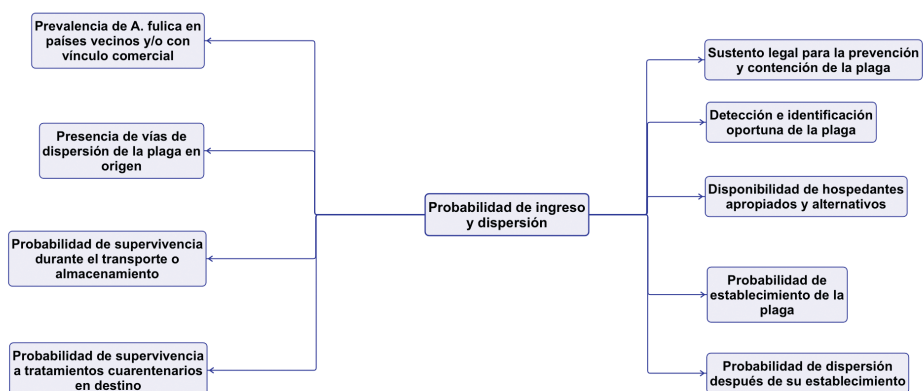 Prevalencia de A. fulica en
países vecinos y/o con
vínculo comercial
Presencia de vías de
dispersión de la plaga en
origen
Probabilidad de supervivencia
durante el transporte o
almacenamiento
Probabilidad de supervivencia
a tratamientos cuarentenarios
en destino
Probabilidad de ingreso
y dispersión
Sustento legal para la prevención
y contención de la plaga
Detección e identificación
oportuna de la plaga
Disponibilidad de hospedantes
apropiados y alternativos
Probabilidad de
establecimiento de la
plaga
Probabilidad de dispersión
después de su establecimiento